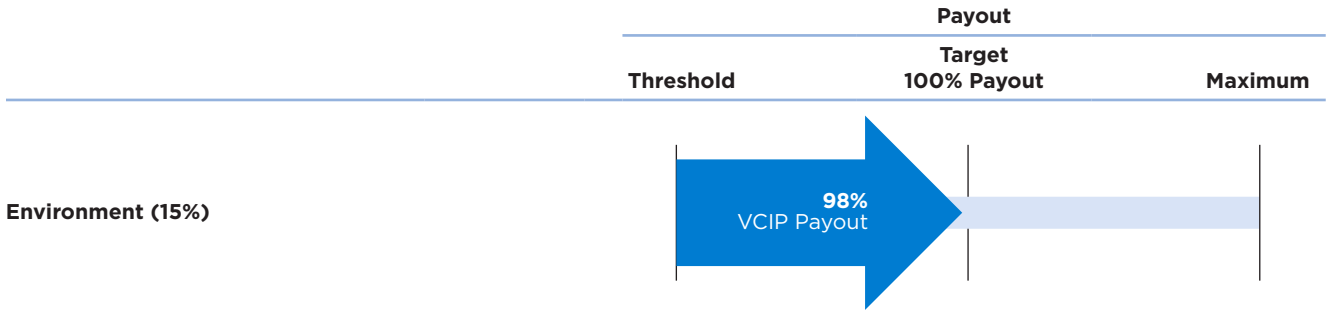 Payout
Target
Threshold 100% Payout Maximum
Environment (15%)
98%
VCIP Payout